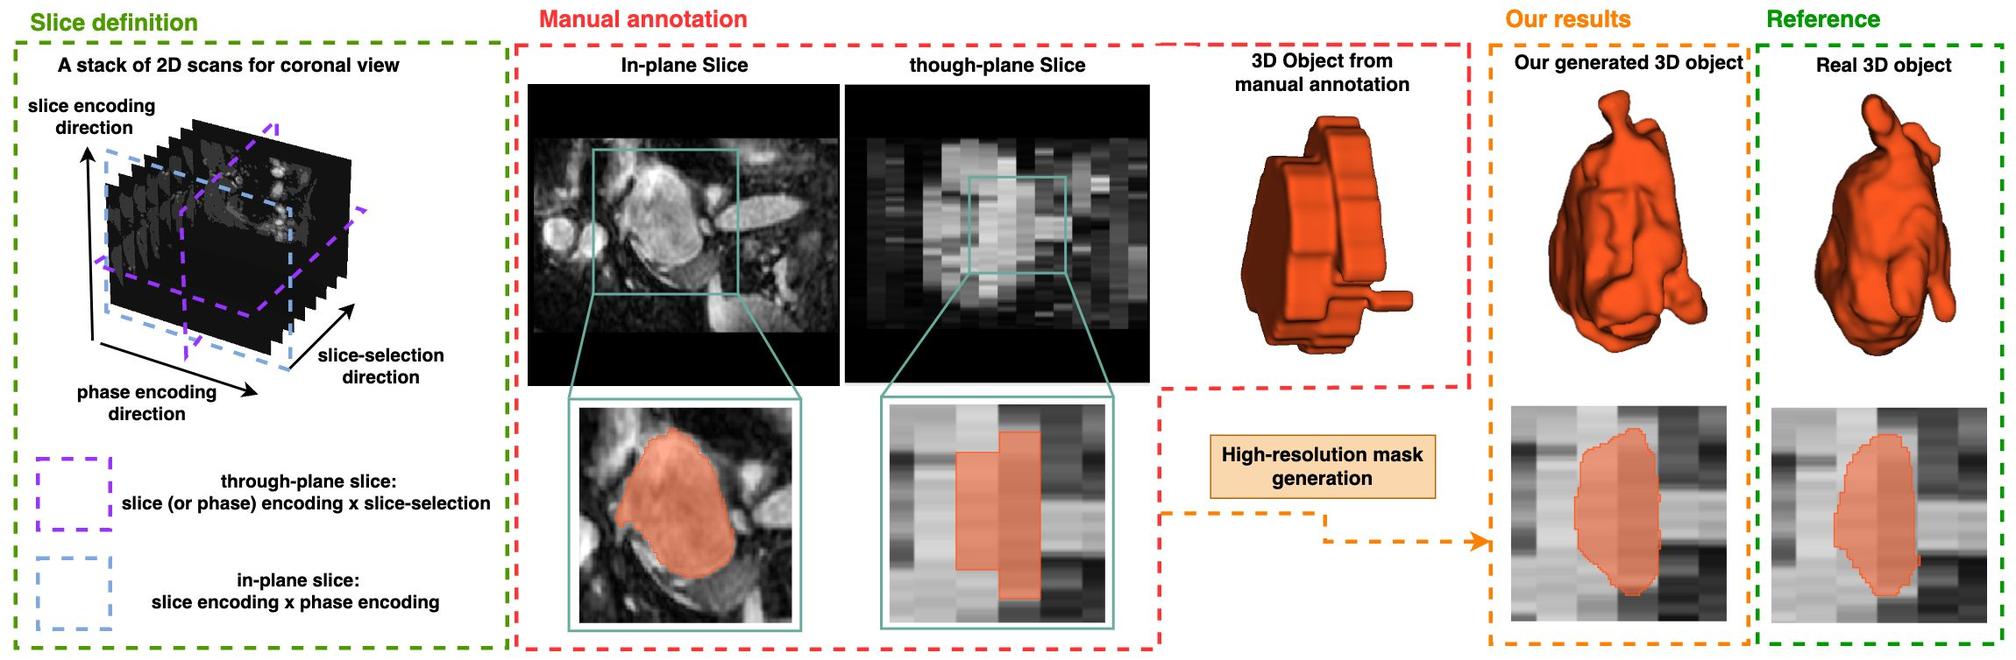 Slice definition
A stack of 2D scans for coronal view
slice encoding
direction
slice-selection
direction
phase encoding
direction
through-plane slice:
slice (or phase) encoding x slice-selection
in-plane slice:
slice encoding x phase encoding
Manual annotation
In-plane Slice
though-plane Slice
3D Object from
manual annotation
High-resolution mask
generation
Our results
Our generated 3D object
Reference
Real 3D object